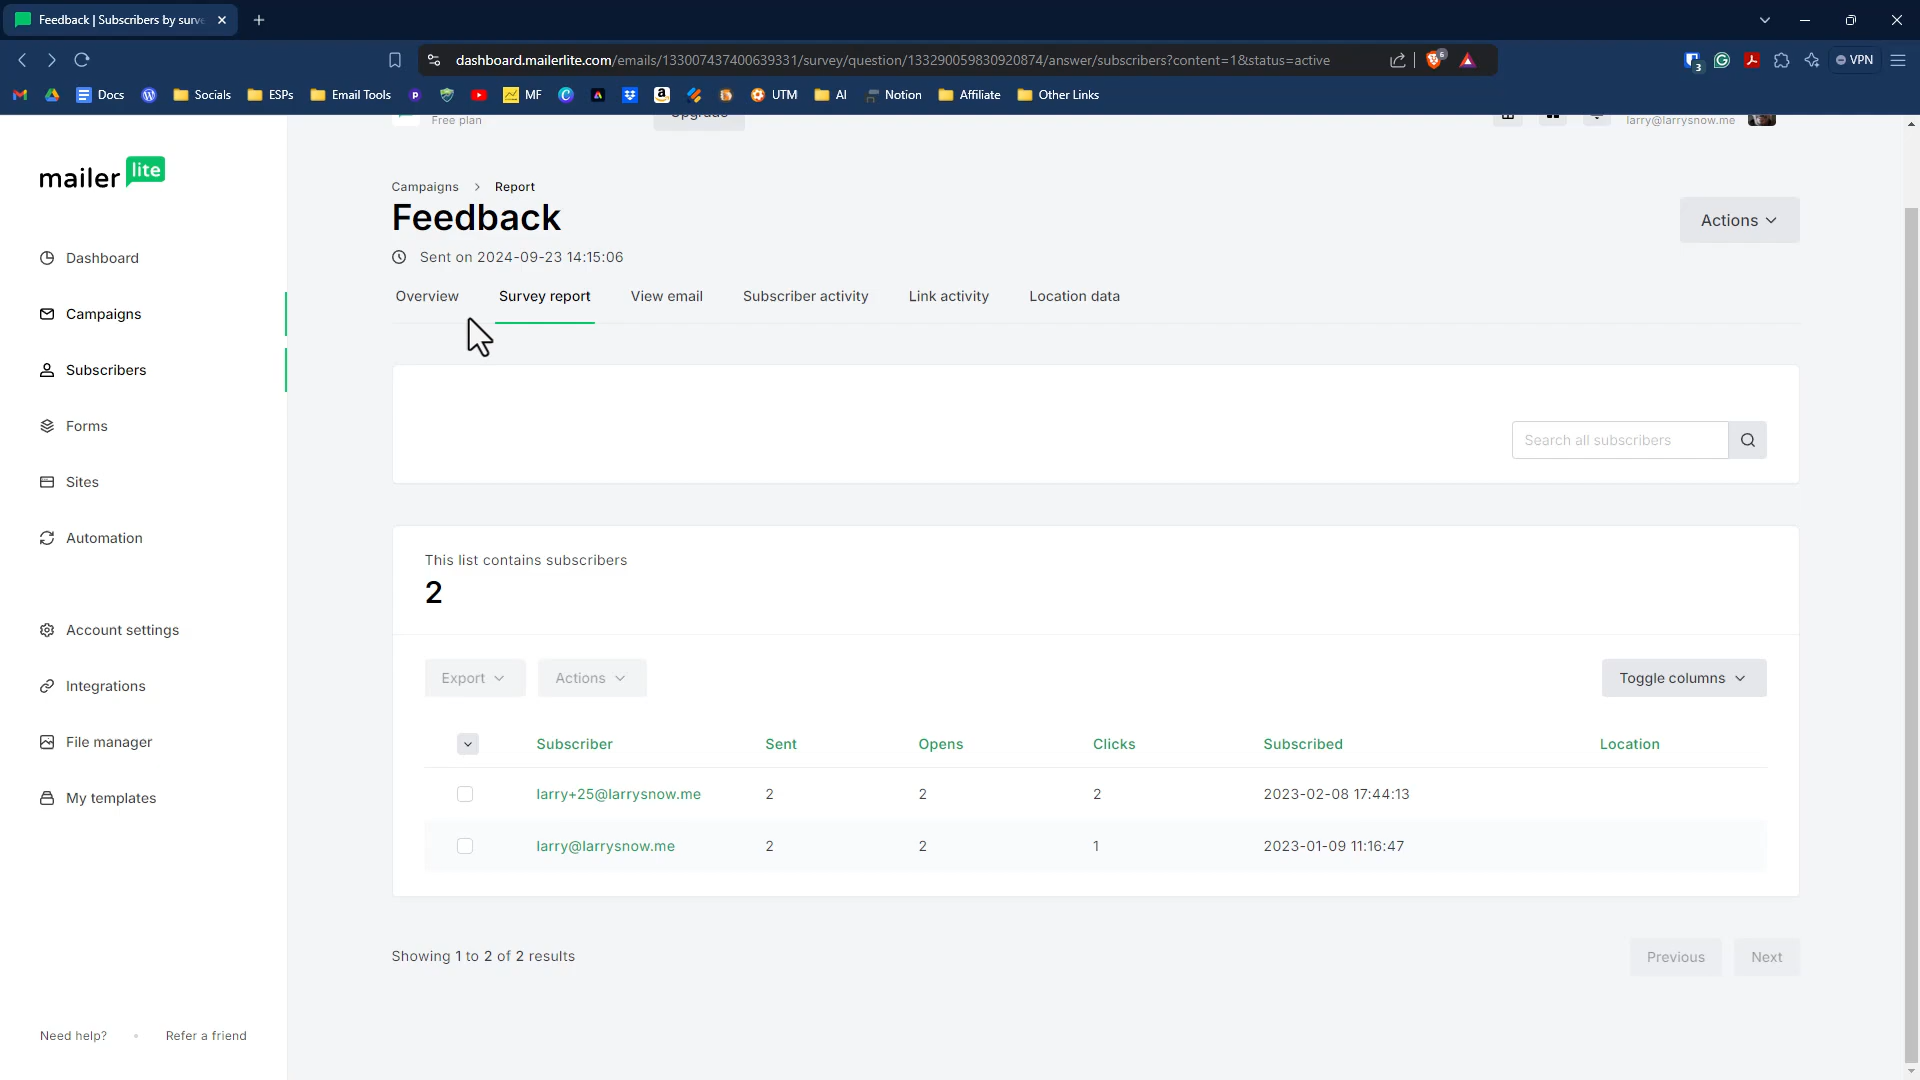 Feedback | Subscribers by surve
dashboard.mailerlite.com/emails/133007437400639331/survey/question/133290059830920874/answer/subscribers?content=1&status=active
6
3
VPN
Docs
Socials
ESPs
Email Tools
MF
UTM
AI
Notion
Affiliate
Other Links
mailer lite
Dashboard
Campaigns
Subscribers
Forms
Sites
Automation
Account settings
Integrations
File manager
My templates
Need help?
Refer a friend
Free plan
Upgrade
larry@larrysnow.me
Campaigns > Report
Feedback
Actions
Sent on 2024-09-23 14:15:06
Overview
Survey report
View email
Subscriber activity
Link activity
Location data
Search all subscribers
This list contains subscribers
2
Export
Actions
Toggle columns
Subscriber Sent Opens Clicks Subscribed Location
larry+25@larrysnow.me 2 2 2 2023-02-08 17:44:13
larry@larrysnow.me 2 2 1 2023-01-09 11:16:47
Showing 1 to 2 of 2 results
Previous
Next